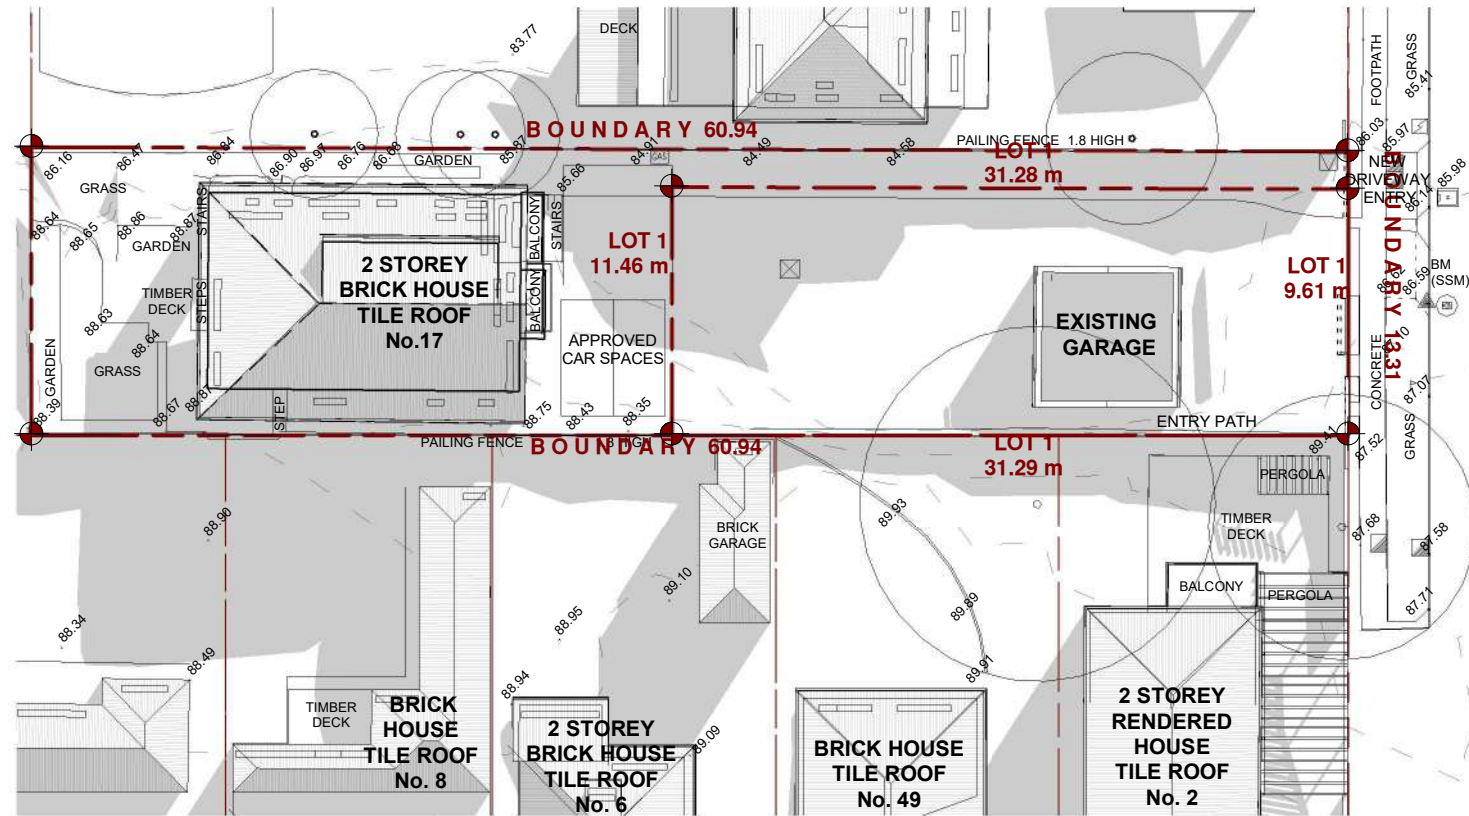 DECK
83.77
FOOTPATH
GRASS
85.41
BOUNDARY 60.94
PAILING FENCE 1.8 HIGH
86.03
85.97
86.16
86.47
86.84
86.90
86.97
86.76
86.68
GARDEN
85.87
84.91
GAS
84.49
84.58
LOT 1
31.28 m
NEW
DRIVEWAY
ENTRY
86.14
85.98
GRASS
85.66
STAIRS
88.64
88.65
88.86
88.87
GARDEN
BALCONY
STAIRS
LOT 1
11.46 m
2 STOREY
BRICK HOUSE
TILE ROOF
No.17
TIMBER
DECK
STEPS
BALCONY
LOT 1
9.61 m
BOUNDARY 13.31
86.59
BM
(SSM)
88.63
88.64
GRASS
GARDEN
APPROVED
CAR SPACES
EXISTING
GARAGE
CONCRETE
87.07
88.39
88.67
88.87
STEP
88.75
88.43
88.35
ENTRY PATH
GRASS
PAILING FENCE
BOUNDARY 60.94
LOT 1
31.29 m
89.41
87.52
PERGOLA
88.90
BRICK
GARAGE
89.93
TIMBER
DECK
87.68
87.58
89.10
BALCONY
PERGOLA
88.34
88.95
89.89
87.71
88.49
88.94
89.91
TIMBER
DECK
BRICK
HOUSE
TILE ROOF
No. 8
2 STOREY
BRICK HOUSE
TILE ROOF
No. 6
89.09
BRICK HOUSE
TILE ROOF
No. 49
2 STOREY
RENDERED
HOUSE
TILE ROOF
No. 2